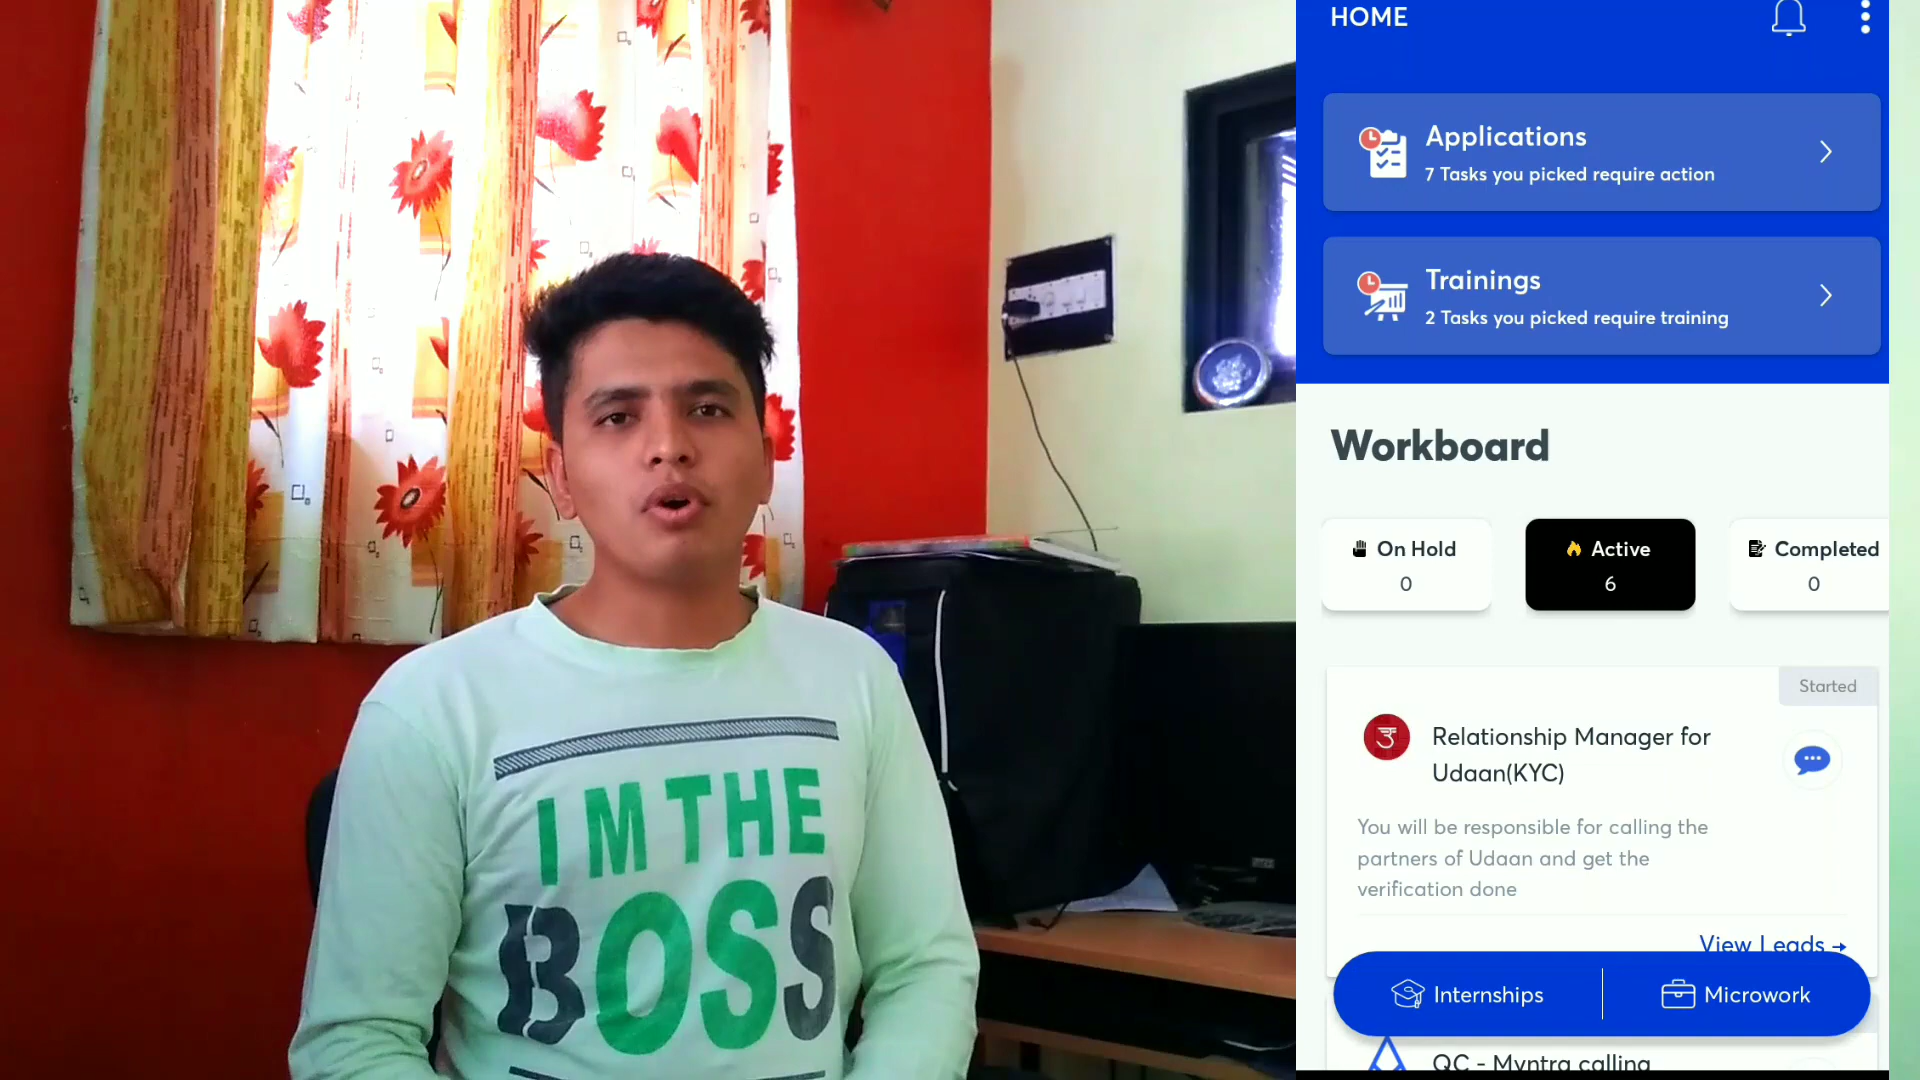 I M THE
BOSS
HOME
Applications
7 Tasks you picked require action
Trainings
2 Tasks you picked require training
Workboard
On Hold
0
Active
6
Completed
0
Started
उ
Relationship Manager for
Udaan(KYC)
You will be responsible for calling the
partners of Udaan and get the
verification done
View Leads →
Internships
Microwork
QC - Myntra calling